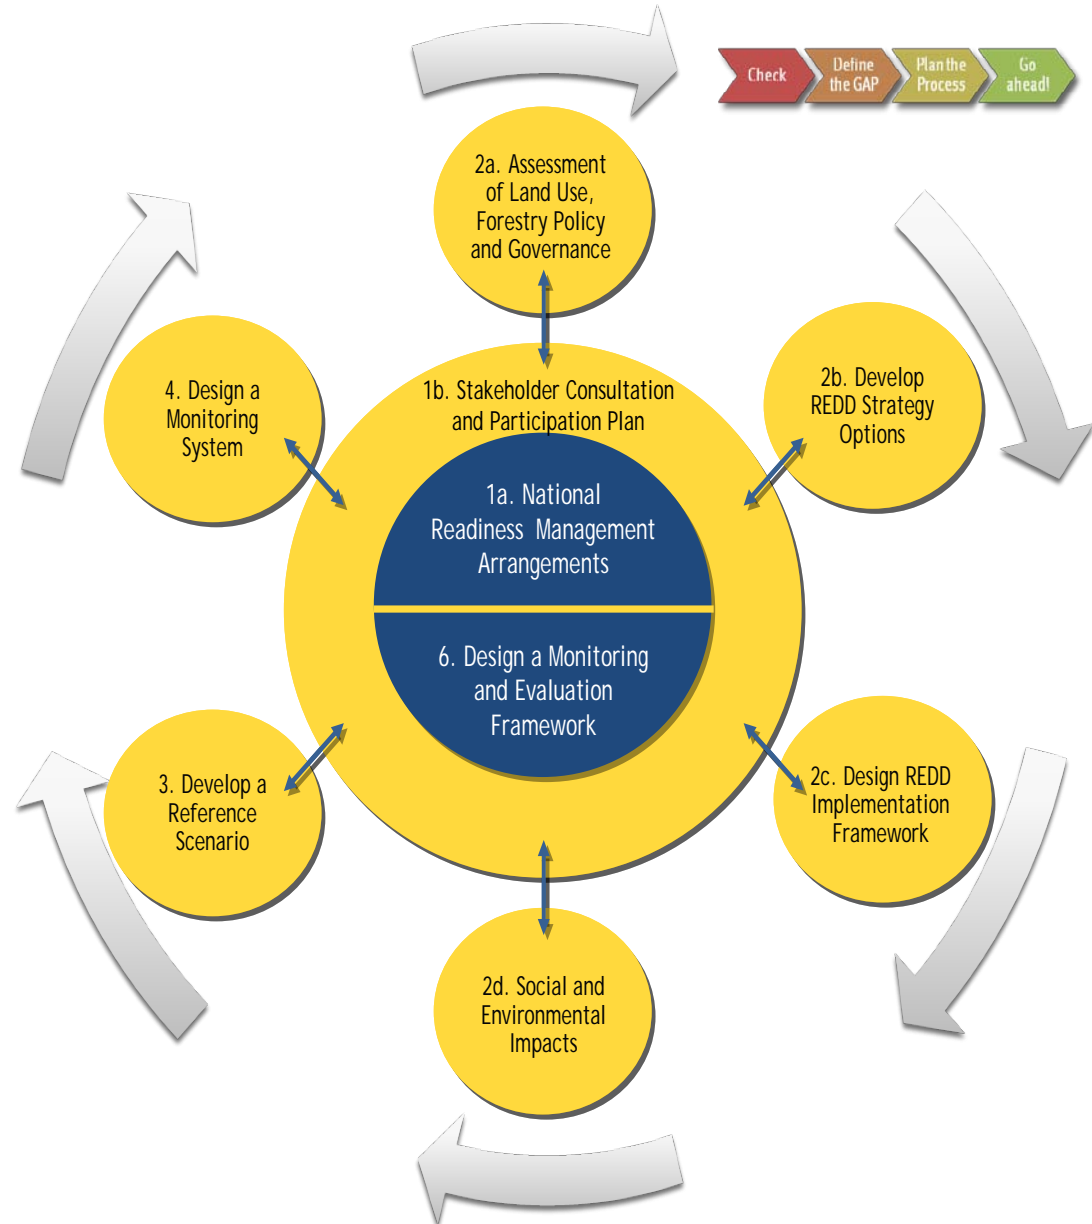 Check
Define
the GAP
Plan the
Process
Go
ahead!
2a. Assessment
of Land Use,
Forestry Policy
and Governance
2b. Develop
REDD Strategy
Options
4. Design a
Monitoring
System
1b. Stakeholder Consultation
and Participation Plan
1a. National
Readiness Management
Arrangements
6. Design a Monitoring
and Evaluation
Framework
3. Develop a
Reference
Scenario
2c. Design REDD
Implementation
Framework
2d. Social and
Environmental
Impacts